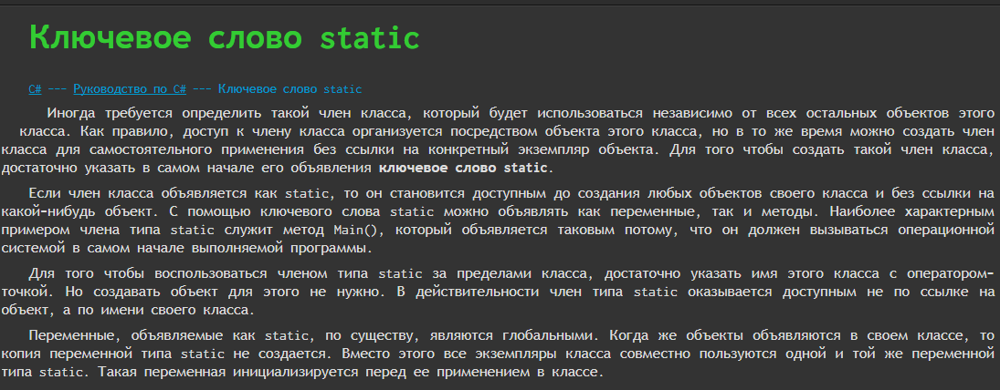 Ключевое слово static
C# --- Руководство по C# --- Ключевое слово static
Иногда требуется определить такой член класса, который будет использоваться независимо от всех остальных объектов этого
класса. Как правило, доступ к члену класса организуется посредством объекта этого класса, но в то же время можно создать член
класса для самостоятельного применения без ссылки на конкретный экземпляр объекта. Для того чтобы создать такой член класса,
достаточно указать в самом начале его объявления ключевое слово static.
Если член класса объявляется как static, то он становится доступным до создания любых объектов своего класса и без ссылки на
какой-нибудь объект. С помощью ключевого слова static можно объявлять как переменные, так и методы. Наиболее характерным
примером члена типа static служит метод Main(), который объявляется таковым потому, что он должен вызываться операционной
системой в самом начале выполняемой программы.
Для того чтобы воспользоваться членом типа static за пределами класса, достаточно указать имя этого класса с оператором-
точкой. Но создавать объект для этого не нужно. В действительности член типа static оказывается доступным не по ссылке на
объект, а по имени своего класса.
Переменные, объявляемые как static, по существу, являются глобальными. Когда же объекты объявляются в своем классе, то
копия переменной типа static не создается. Вместо этого все экземпляры класса совместно пользуются одной и той же переменной
типа static. Такая переменная инициализируется перед ее применением в классе.